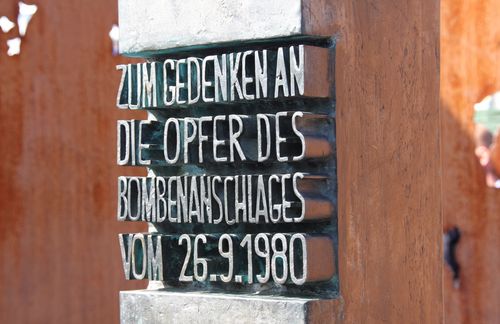 ZUM GEDENKEN AN
DIE OPFER DES
BOMBENANSCHLAGES
VOM 26.9.1980